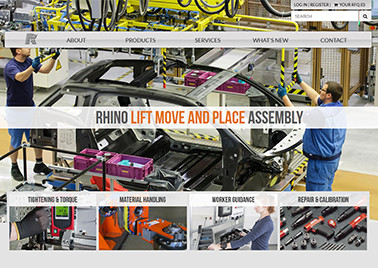 LOG IN | REGISTER | YOUR RFQ (0)
SEARCH
ABOUT PRODUCTS SERVICES WHAT'S NEW CONTACT
RHINO LIFT MOVE AND PLACE ASSEMBLY
TIGHTENING & TORQUE
MATERIAL HANDLING
WORKER GUIDANCE
REPAIR & CALIBRATION